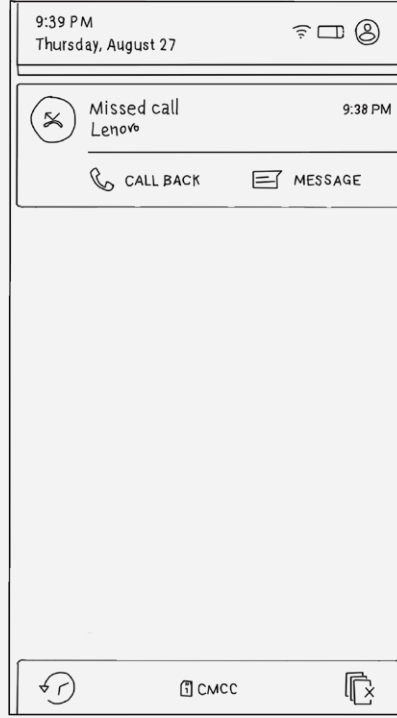 9:39 PM
Thursday, August 27
Missed call
9:38 PM
Lenovo
CALL BACK
MESSAGE
CMCC